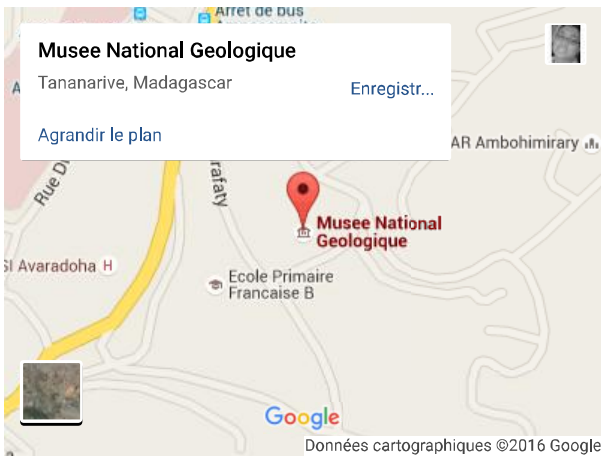 Arret de bus
Musee National Geologique
Tananarive, Madagascar
Enregistr...
Agrandir le plan
AR Ambohimirary
Rue D
rafaty
Musee National
Geologique
SI Avaradoha H
Ecole Primaire
Francaise B
Google
Données cartographiques ©2016 Google